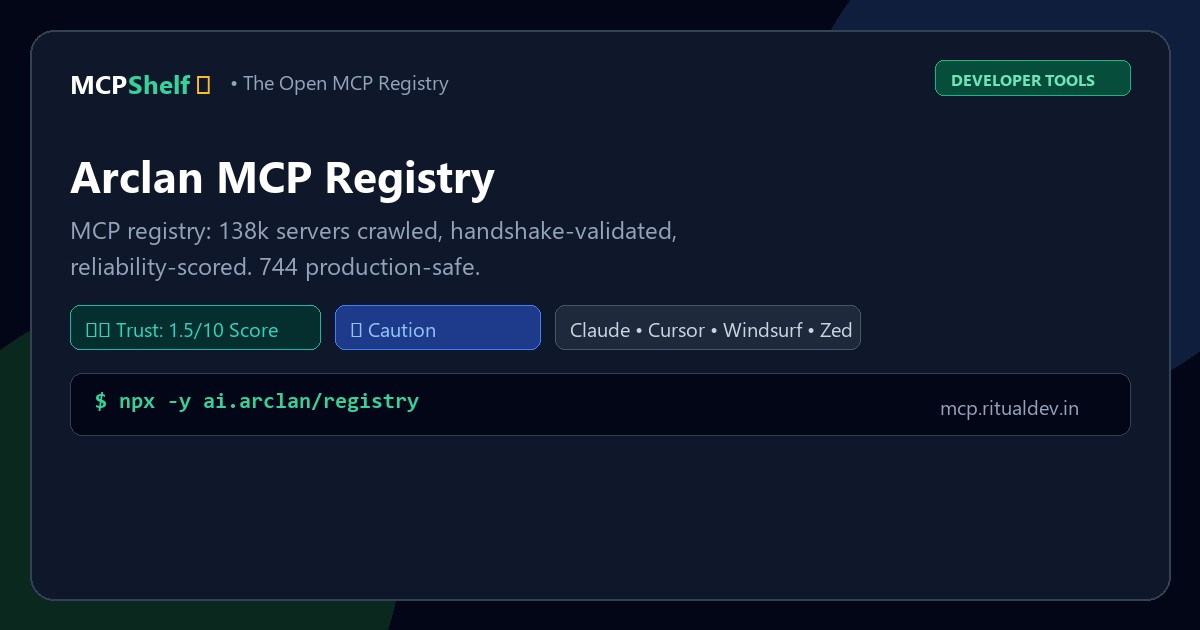 MCPShelf • The Open MCP Registry
DEVELOPER TOOLS
Arclan MCP Registry
MCP registry: 138k servers crawled, handshake-validated,
reliability-scored. 744 production-safe.
Trust: 1.5/10 Score
Caution
Claude • Cursor • Windsurf • Zed
$ npx -y ai.arclan/registry
mcp.ritualdev.in